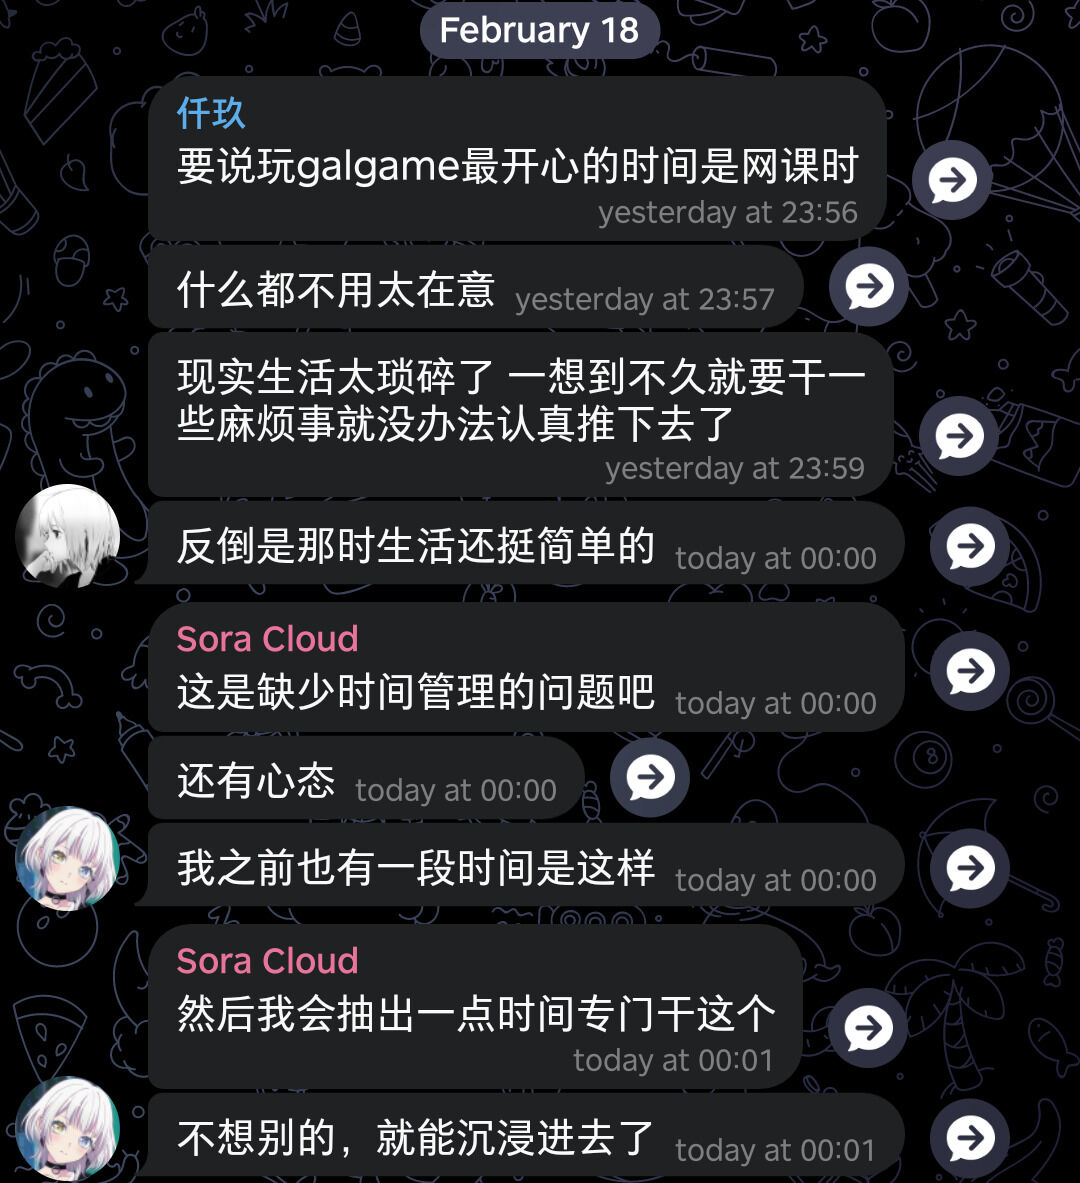 February 18
仟玖
要说玩galgame最开心的时间是网课时
yesterday at 23:56
什么都不用太在意 yesterday at 23:57
现实生活太琐碎了 一想到不久就要干一
些麻烦事就没办法认真推下去了
yesterday at 23:59
反倒是那时生活还挺简单的 today at 00:00
Sora Cloud
这是缺少时间管理的问题吧 today at 00:00
还有心态 today at 00:00
我之前也有一段时间是这样 today at 00:00
Sora Cloud
然后我会抽出一点时间专门干这个
today at 00:01
不想别的，就能沉浸进去了 today at 00:01